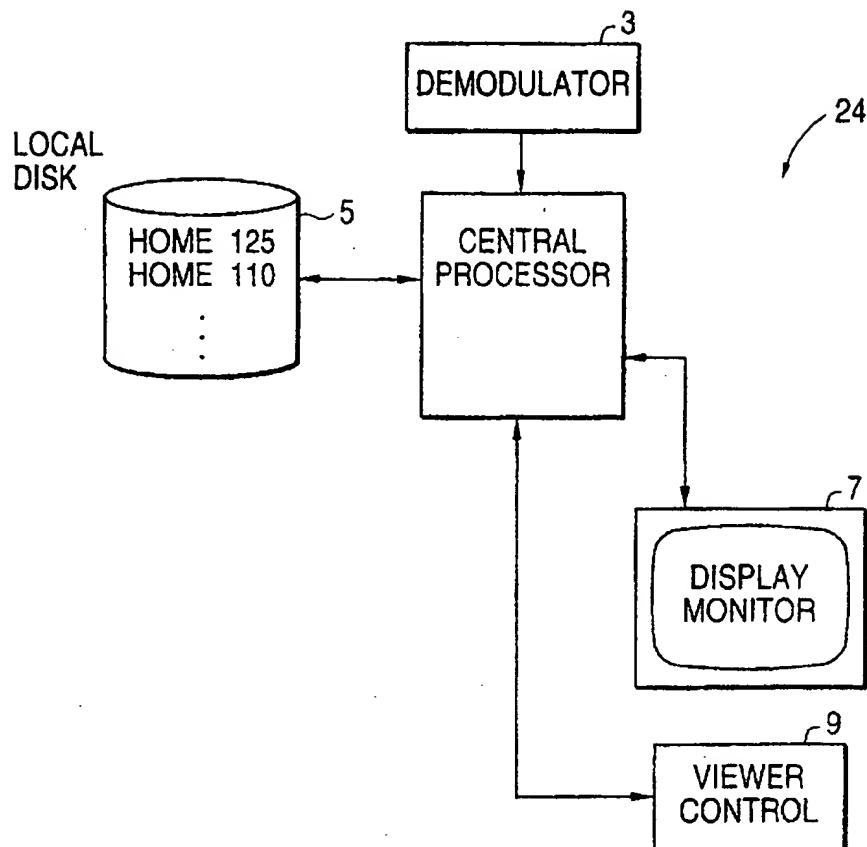 3
DEMODULATOR
24
LOCAL
DISK
5
HOME 125
HOME 110
CENTRAL
PROCESSOR
7
DISPLAY
MONITOR
9
VIEWER
CONTROL